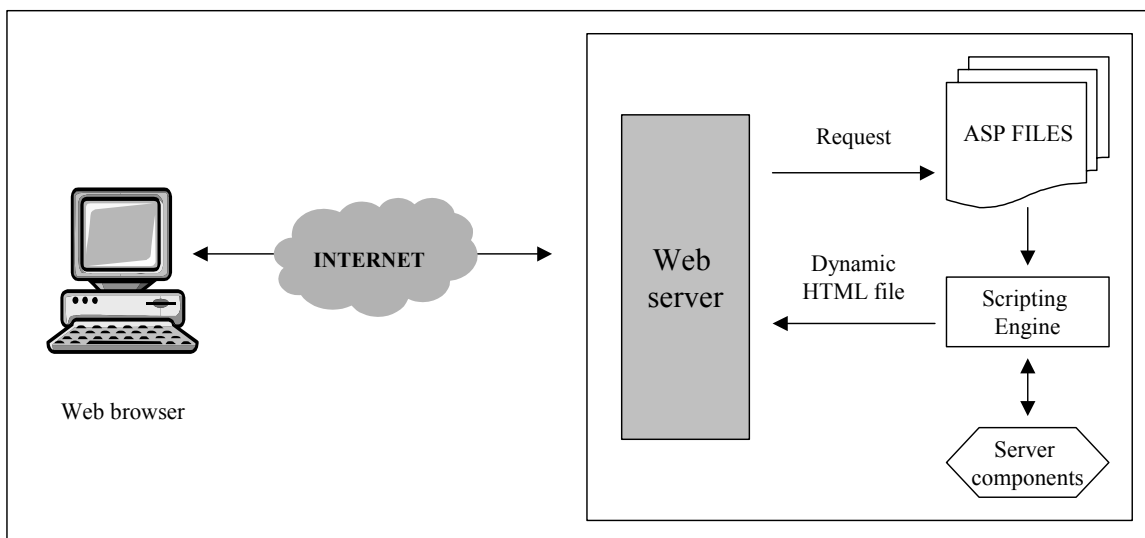 Web browser
INTERNET
Web
server
Request
ASP FILES
Dynamic
HTML file
Scripting
Engine
Server
components